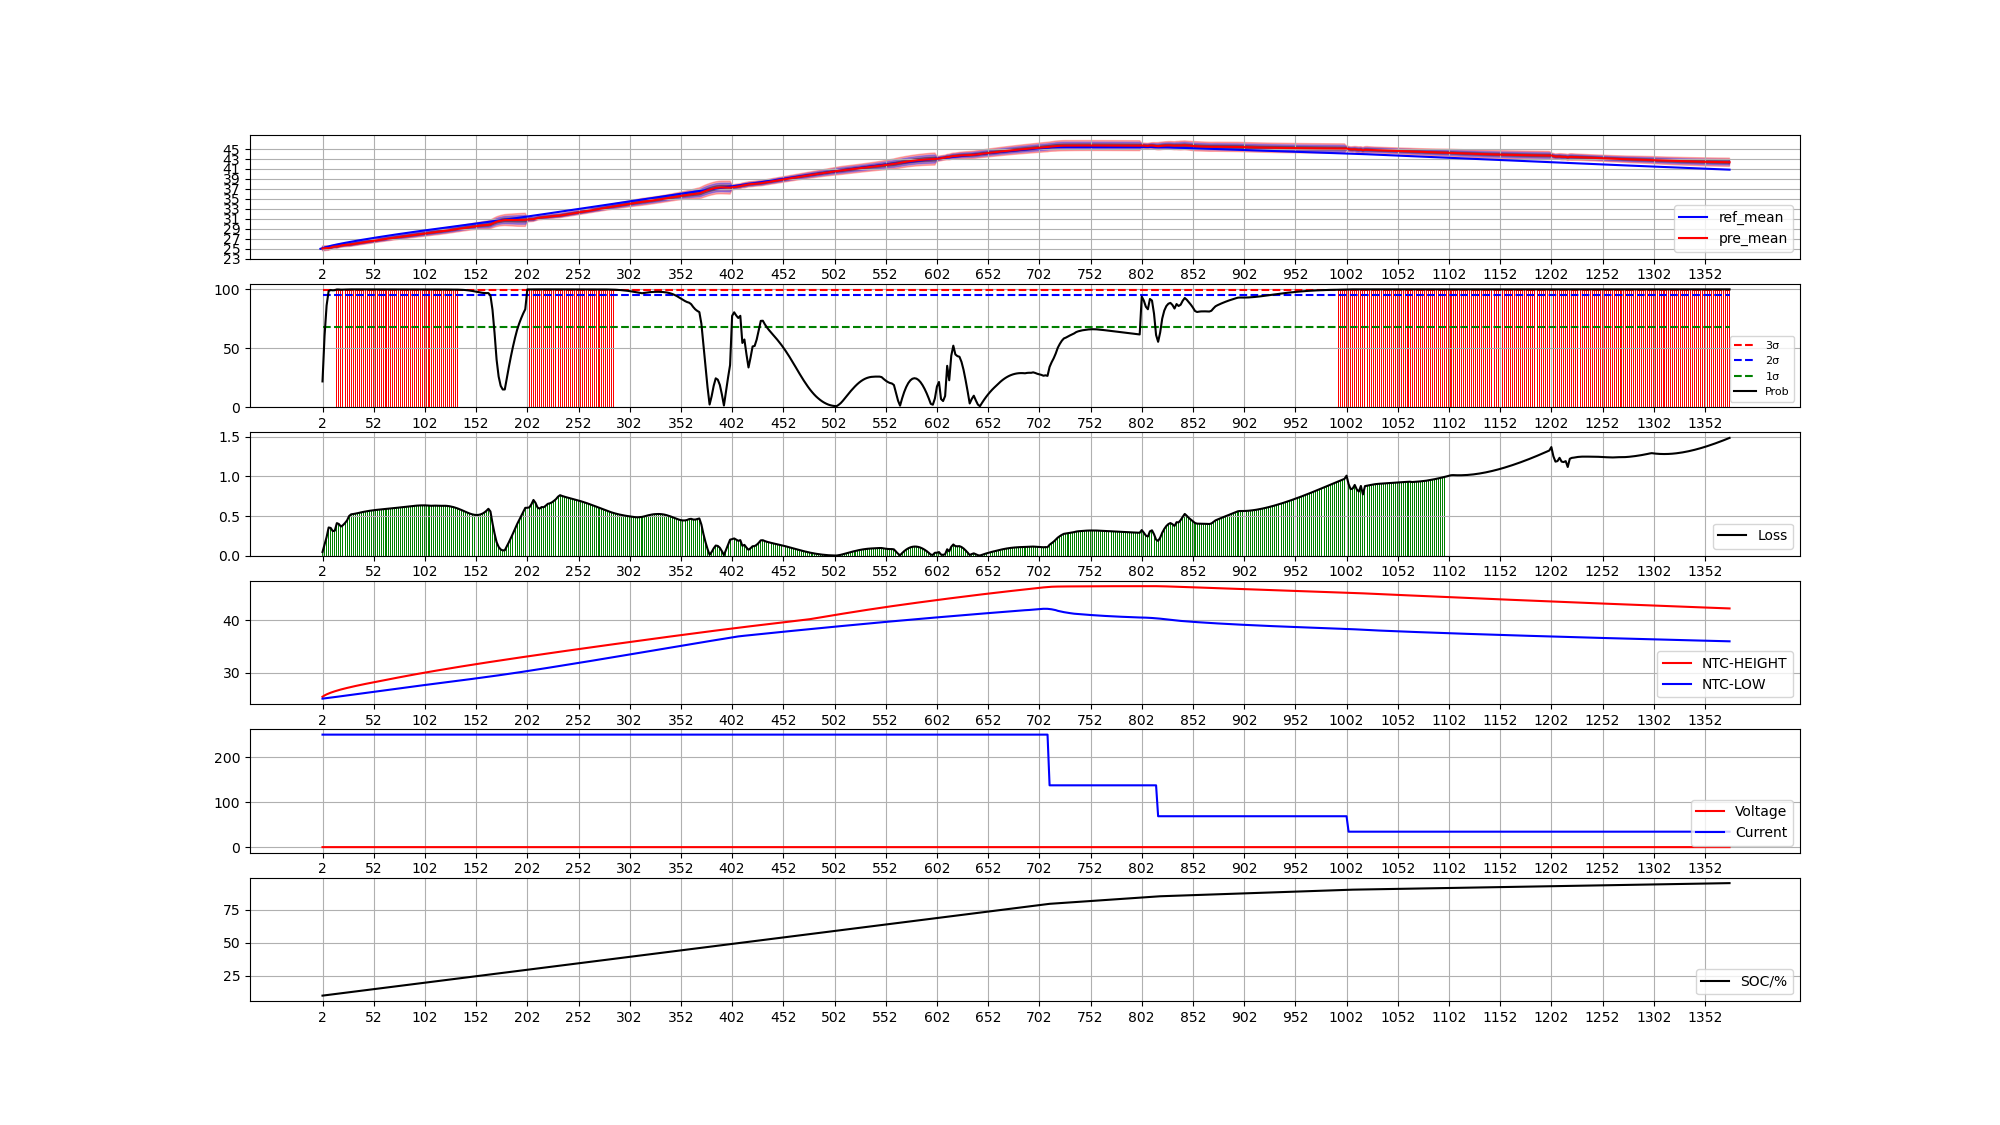 45
43
41
39
37
35
33
31
29
27
25
23
ref_mean
pre_mean
2 52 102 152 202 252 302 352 402 452 502 552 602 652 702 752 802 852 902 952 1002 1052 1102 1152 1202 1252 1302 1352
100
50
0
3σ
2σ
1σ
Prob
2 52 102 152 202 252 302 352 402 452 502 552 602 652 702 752 802 852 902 952 1002 1052 1102 1152 1202 1252 1302 1352
1.5
1.0
0.5
0.0
Loss
2 52 102 152 202 252 302 352 402 452 502 552 602 652 702 752 802 852 902 952 1002 1052 1102 1152 1202 1252 1302 1352
40
30
NTC-HEIGHT
NTC-LOW
2 52 102 152 202 252 302 352 402 452 502 552 602 652 702 752 802 852 902 952 1002 1052 1102 1152 1202 1252 1302 1352
200
100
0
Voltage
Current
2 52 102 152 202 252 302 352 402 452 502 552 602 652 702 752 802 852 902 952 1002 1052 1102 1152 1202 1252 1302 1352
75
50
25
SOC/%
2 52 102 152 202 252 302 352 402 452 502 552 602 652 702 752 802 852 902 952 1002 1052 1102 1152 1202 1252 1302 1352